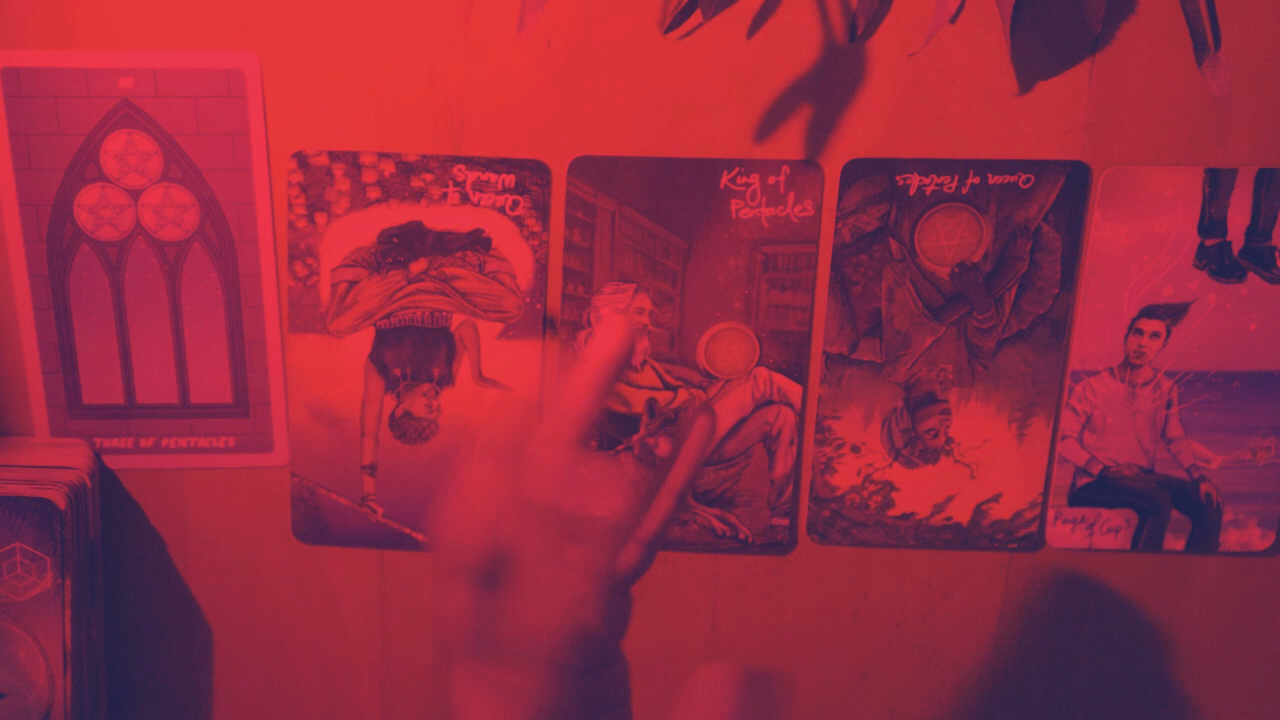 THREE OF PENTACLES
Queen of
Wands
King of
Pentacles
Queen of Pentacles
Page of Cups